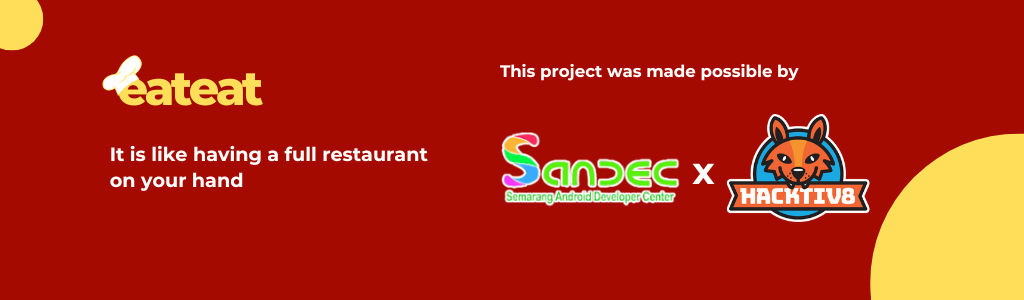 eateat
It is like having a full restaurant
on your hand
This project was made possible by
Sandec
Semarang Android Developer Center
x
HACKTIV8